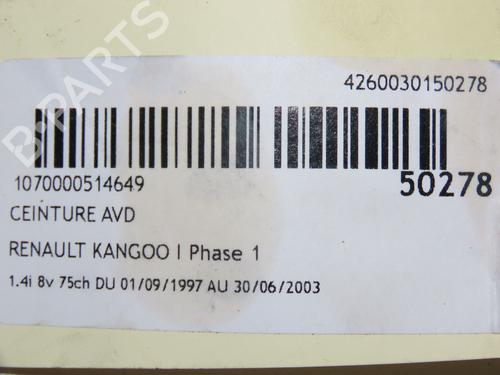 4260030150278
1070000514649
50278
CEINTURE AVD
RENAULT KANGOO I Phase 1
1.4i 8v 75ch DU 01/09/1997 AU 30/06/2003
B-PARTS